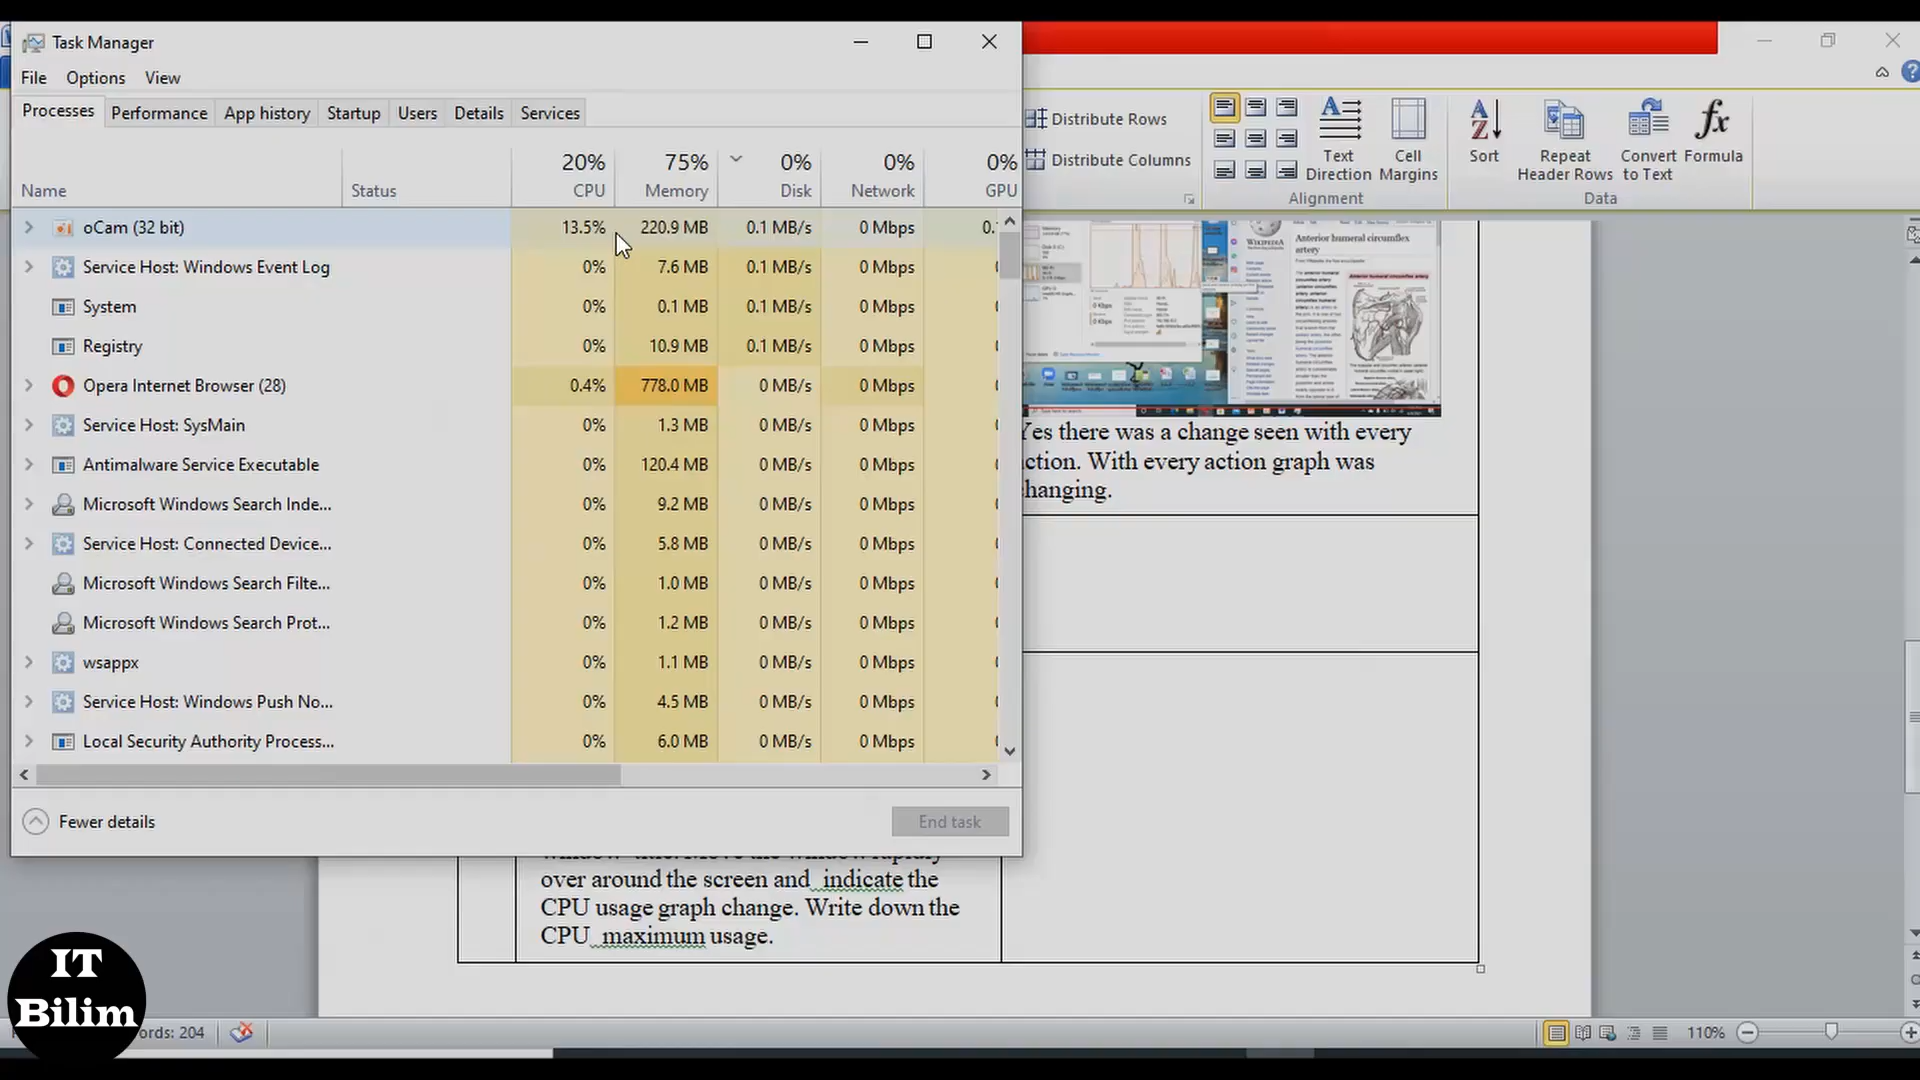 Task Manager
File Options View
Processes Performance App history Startup Users Details Services
20% 75% 0% 0% 0%
Name Status CPU Memory Disk Network GPU
oCam (32 bit) 13.5% 220.9 MB 0.1 MB/s 0 Mbps
Service Host: Windows Event Log 0% 7.6 MB 0.1 MB/s 0 Mbps
System 0% 0.1 MB 0.1 MB/s 0 Mbps
Registry 0% 10.9 MB 0.1 MB/s 0 Mbps
Opera Internet Browser (28) 0.4% 778.0 MB 0 MB/s 0 Mbps
Service Host: SysMain 0% 1.3 MB 0 MB/s 0 Mbps
Antimalware Service Executable 0% 120.4 MB 0 MB/s 0 Mbps
Microsoft Windows Search Inde... 0% 9.2 MB 0 MB/s 0 Mbps
Service Host: Connected Device... 0% 5.8 MB 0 MB/s 0 Mbps
Microsoft Windows Search Filte... 0% 1.0 MB 0 MB/s 0 Mbps
Microsoft Windows Search Prot... 0% 1.2 MB 0 MB/s 0 Mbps
wsappx 0% 1.1 MB 0 MB/s 0 Mbps
Service Host: Windows Push No... 0% 4.5 MB 0 MB/s 0 Mbps
Local Security Authority Process... 0% 6.0 MB 0 MB/s 0 Mbps
Fewer details End task
Distribute Rows
Distribute Columns
Text Direction
Cell Margins
Sort
Repeat Header Rows
Convert to Text
Formula
Alignment
Data
WIKIPEDIA
Anterior humeral circumflex
artery
Yes there was a change seen with every
ction. With every action graph was
hanging.
over around the screen and indicate the
CPU usage graph change. Write down the
CPU maximum usage.
IT
Bilim
ords: 204
110%